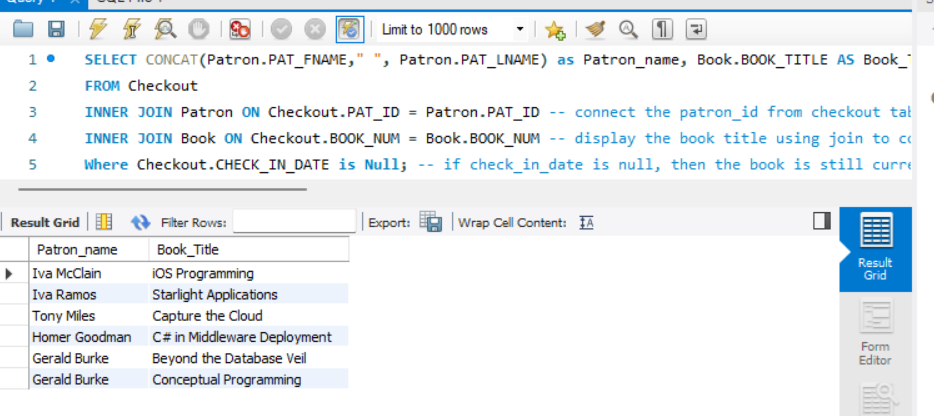 Limit to 1000 rows
1 SELECT CONCAT(Patron.PAT_FNAME," ", Patron.PAT_LNAME) as Patron_name, Book.BOOK_TITLE AS Book_
2 FROM Checkout
3 INNER JOIN Patron ON Checkout.PAT_ID = Patron.PAT_ID -- connect the patron_id from checkout tab
4 INNER JOIN Book ON Checkout.BOOK_NUM = Book.BOOK_NUM -- display the book title using join to co
5 Where Checkout.CHECK_IN_DATE is Null; -- if check_in_date is null, then the book is still curre
Result Grid Filter Rows: Export: Wrap Cell Content:
Patron_name Book_Title
Iva McClain iOS Programming
Iva Ramos Starlight Applications
Tony Miles Capture the Cloud
Homer Goodman C# in Middleware Deployment
Gerald Burke Beyond the Database Veil
Gerald Burke Conceptual Programming
Result
Grid
Form
Editor